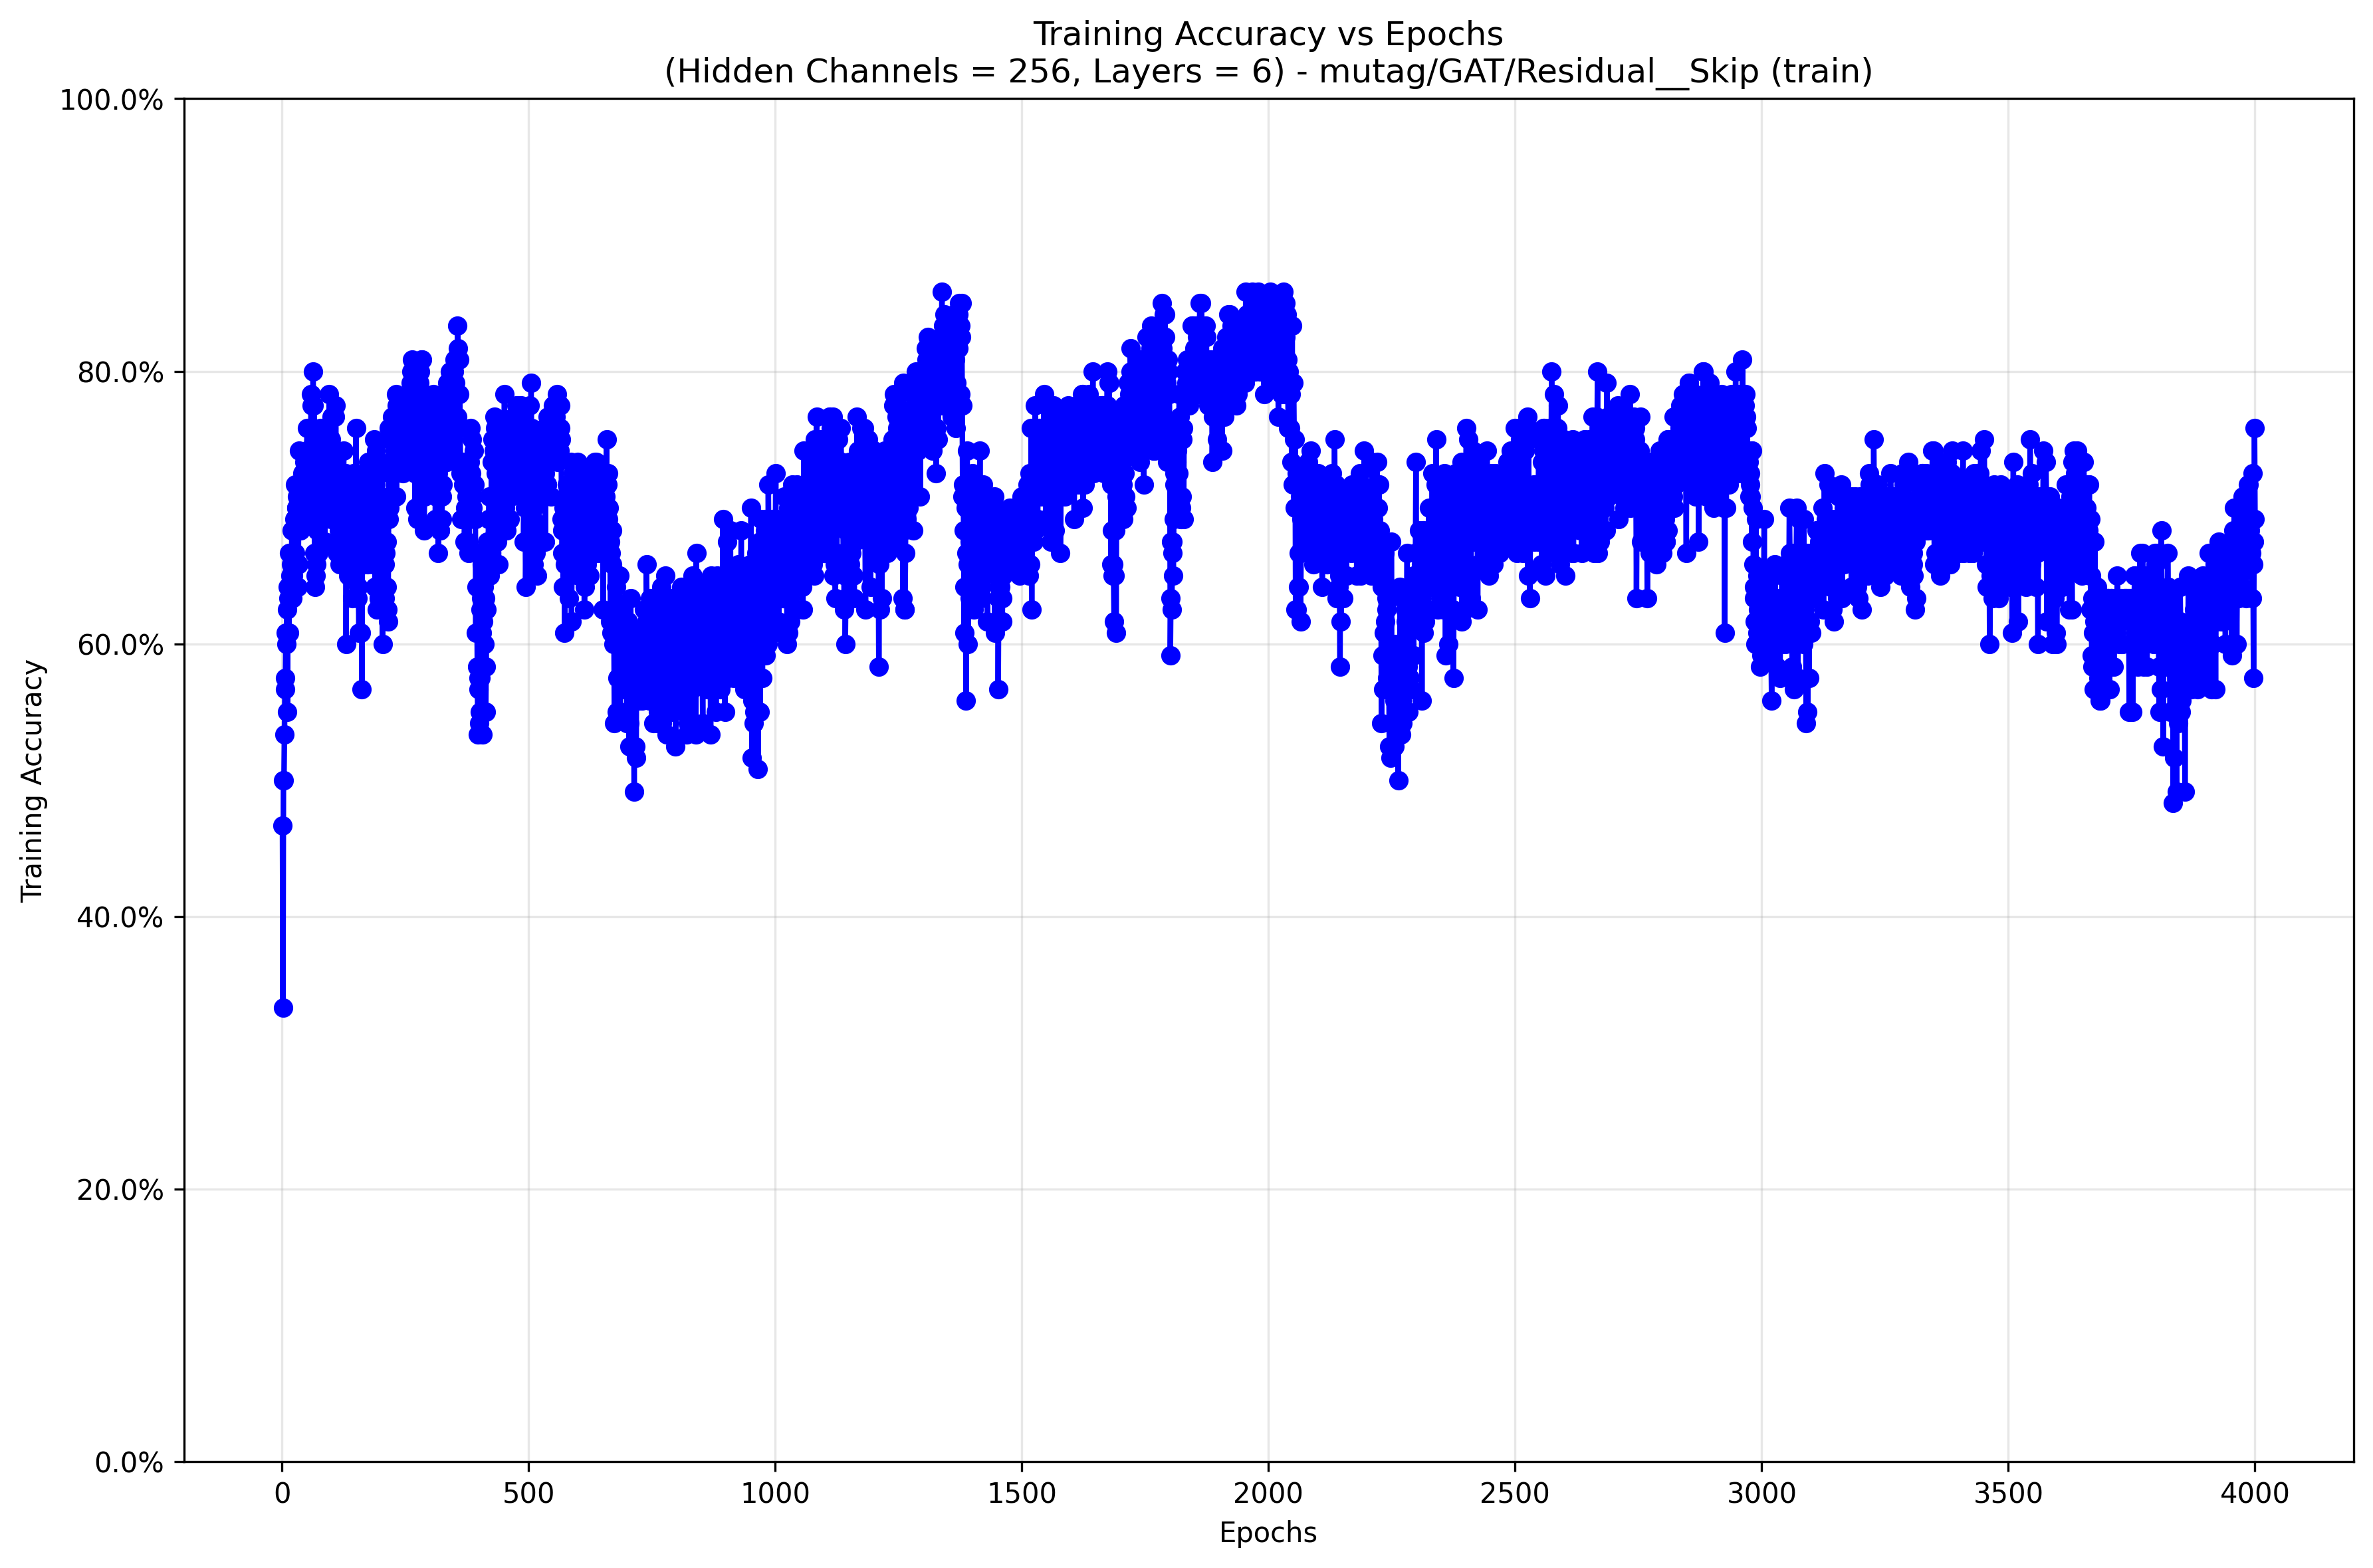 Training Accuracy vs Epochs
(Hidden Channels = 256, Layers = 6) - mutag/GAT/Residual__Skip (train)
100.0%
80.0%
60.0%
40.0%
20.0%
0.0%
Training Accuracy
0 500 1000 1500 2000 2500 3000 3500 4000
Epochs